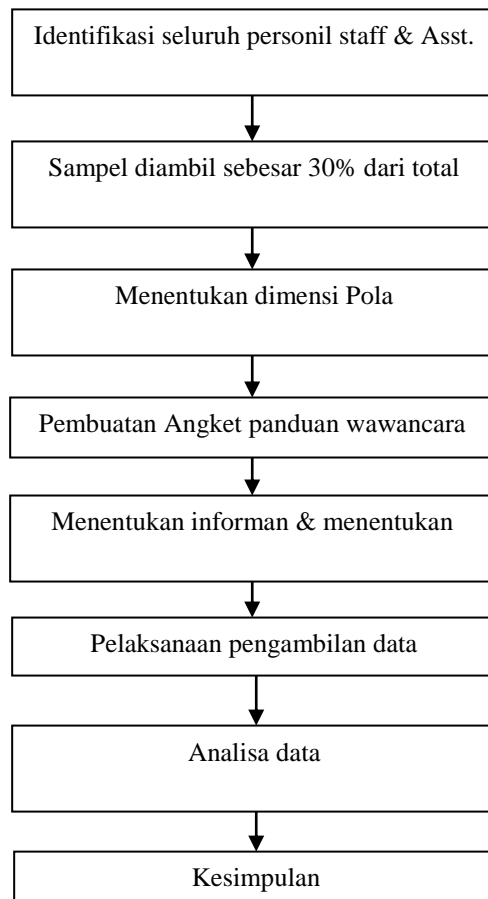 Identifikasi seluruh personil staff & Asst.
Sampel diambil sebesar 30% dari total
Menentukan dimensi Pola
Pembuatan Angket panduan wawancara
Menentukan informan & menentukan
Pelaksanaan pengambilan data
Analisa data
Kesimpulan